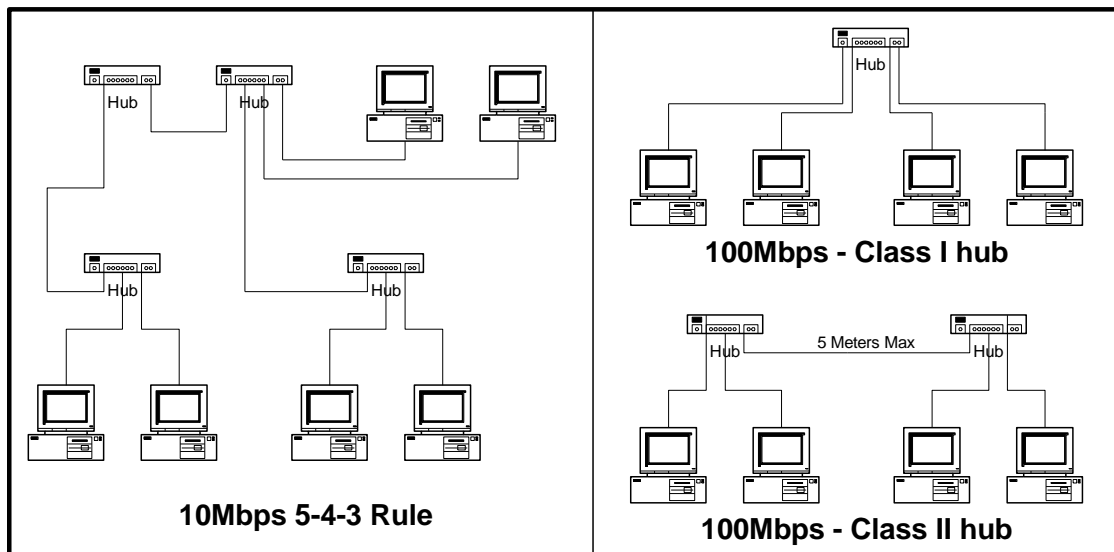 Hub
Hub
Hub
Hub
10Mbps 5-4-3 Rule
Hub
100Mbps - Class I hub
Hub
5 Meters Max
Hub
100Mbps - Class II hub